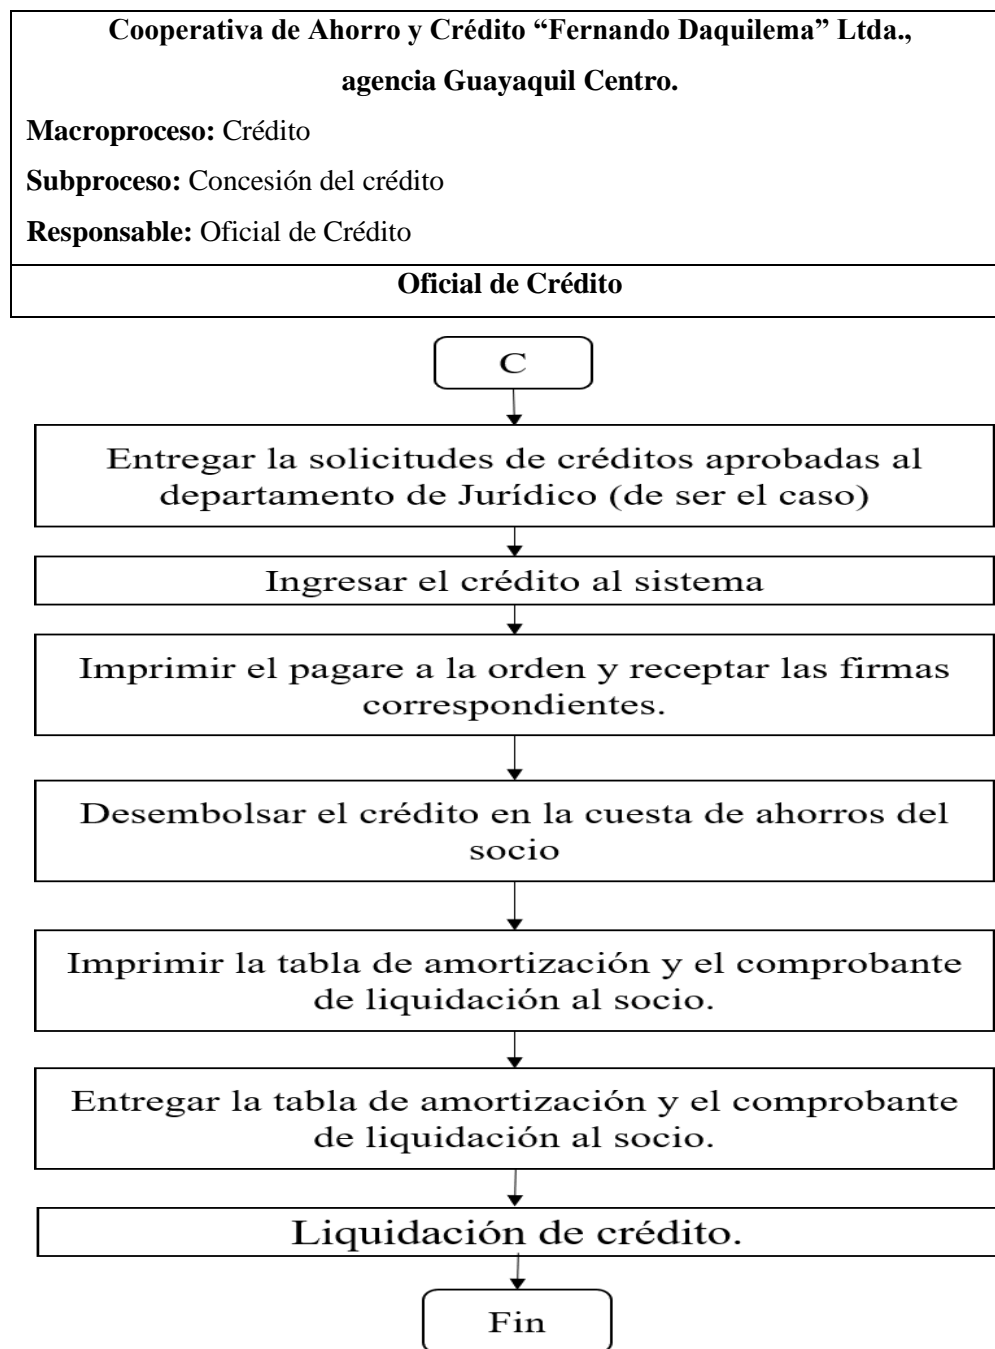 Cooperativa de Ahorro y Crédito “Fernando Daquilema” Ltda.,
agencia Guayaquil Centro.
Macroproceso: Crédito
Subproceso: Concesión del crédito
Responsable: Oficial de Crédito
Oficial de Crédito
C
Entregar la solicitudes de créditos aprobadas al
departamento de Jurídico (de ser el caso)
Ingresar el crédito al sistema
Imprimir el pagare a la orden y receptar las firmas
correspondientes.
Desembolsar el crédito en la cuesta de ahorros del
socio
Imprimir la tabla de amortización y el comprobante
de liquidación al socio.
Entregar la tabla de amortización y el comprobante
de liquidación al socio.
Liquidación de crédito.
Fin